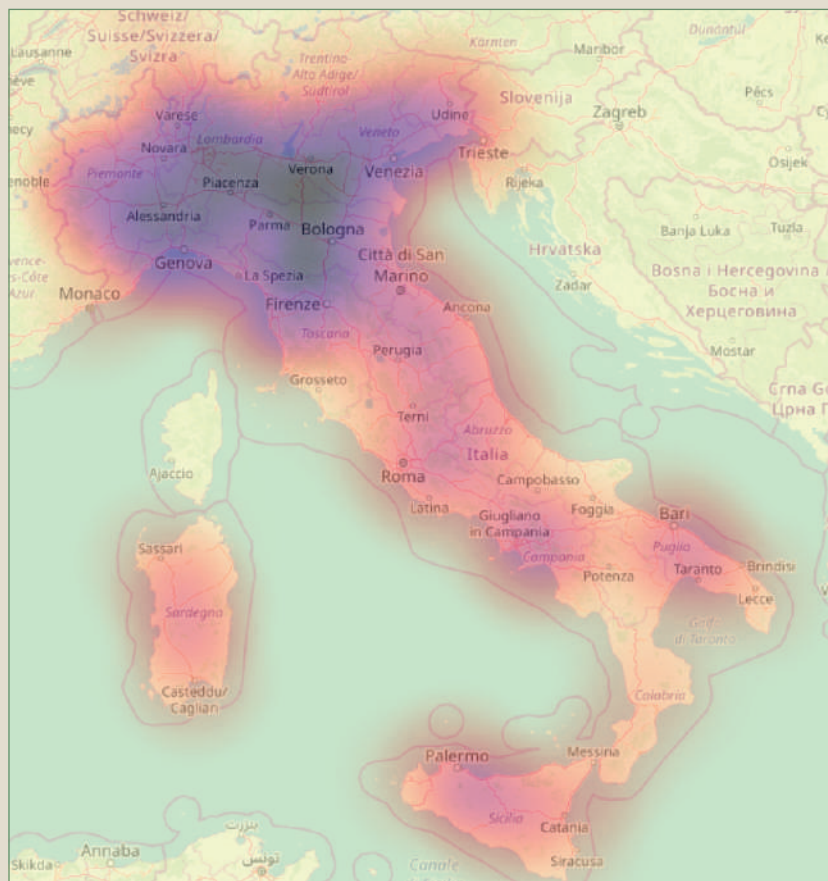 Schweiz/
Suisse/Svizzera/
Svizra
Lausanne
Kärnten
Maribor
Dunántúl
Trentino
Alto Adige/
Südtirol
Slovenija
Pécs
Varese
Udine
Zagreb
Lombardia
Veneto
Novara
Trieste
Osijek
Verona
Venezia
Piemonte
Piacenza
Rijeka
Alessandria
Parma
Bologna
Banja Luka
Tuzla
Hrvatska
Città di San
Marino
Genova
La Spezia
Bosna i Hercegovina
Босна и
Херцеговина
Zadar
Monaco
Firenze
Ancona
Toscana
Perugia
Mostar
Grosseto
Terni
Abruzzo
Italia
Ajaccio
Roma
Campobasso
Latina
Giugliano
in Campania
Foggia
Bari
Sassari
Campania
Puglia
Potenza
Taranto
Brindisi
Lecce
Sardegna
Golfo
di Taranto
Casteddu/
Cagliari
Calabria
Palermo
Messina
Sicilia
Catania
Siracusa
بنزرت
Annaba
تونس
Skikda
Canale